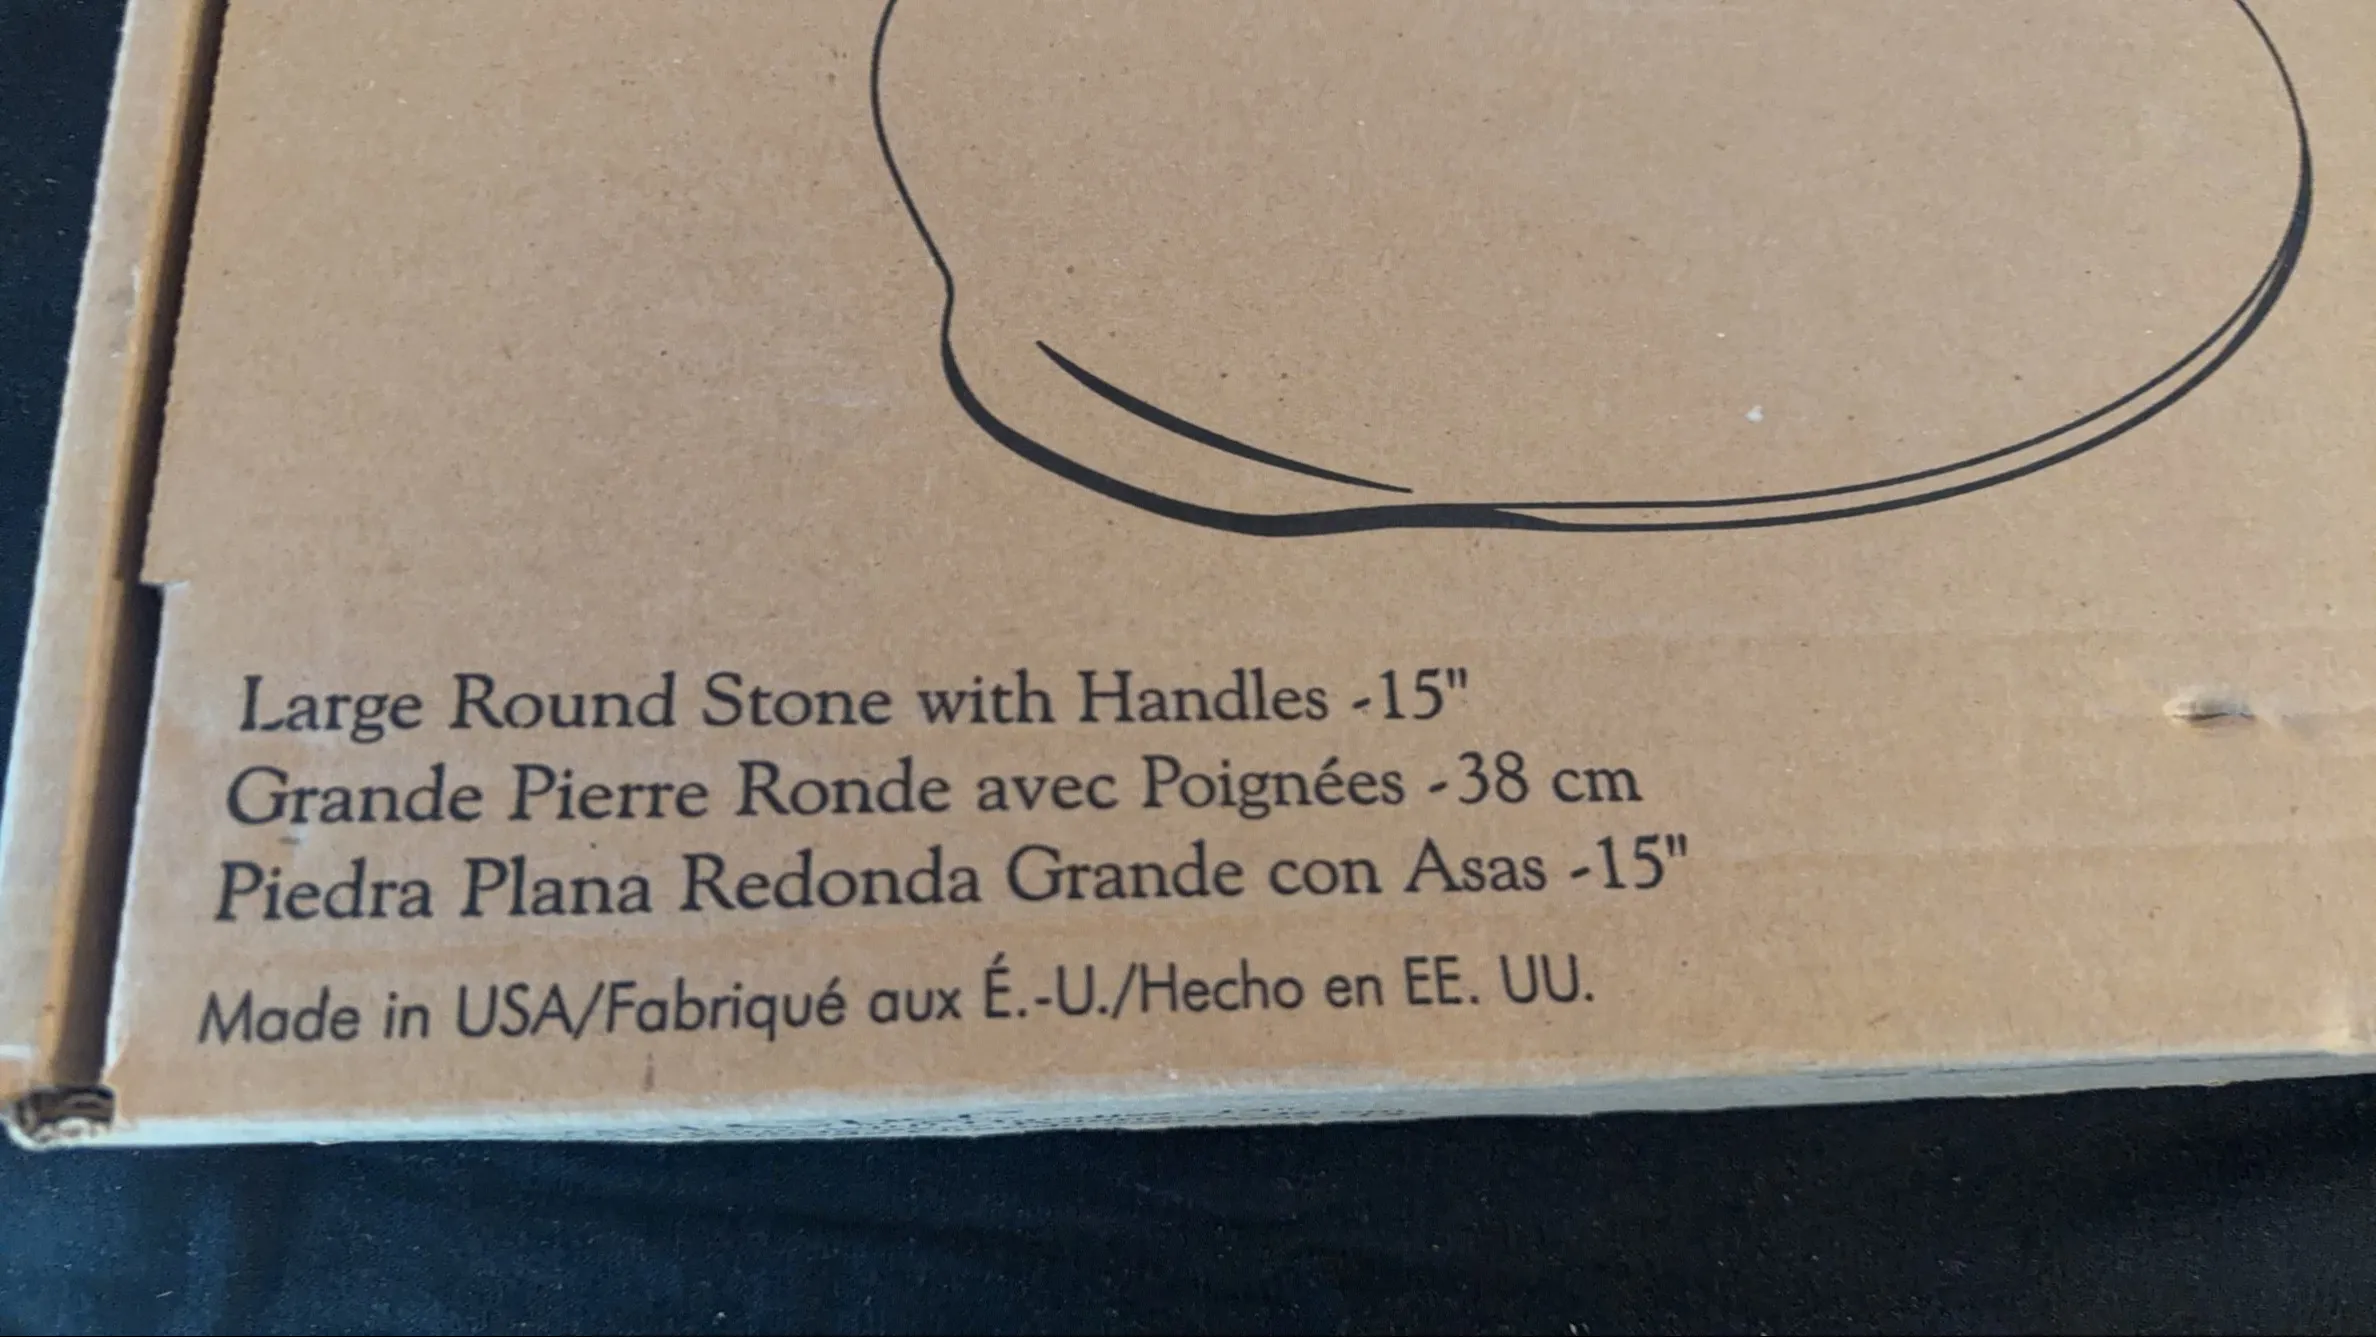 Large Round Stone with Handles -15"
Grande Pierre Ronde avec Poignées -38 cm
Piedra Plana Redonda Grande con Asas -15"
Made in USA/Fabriqué aux É.-U./Hecho en EE. UU.